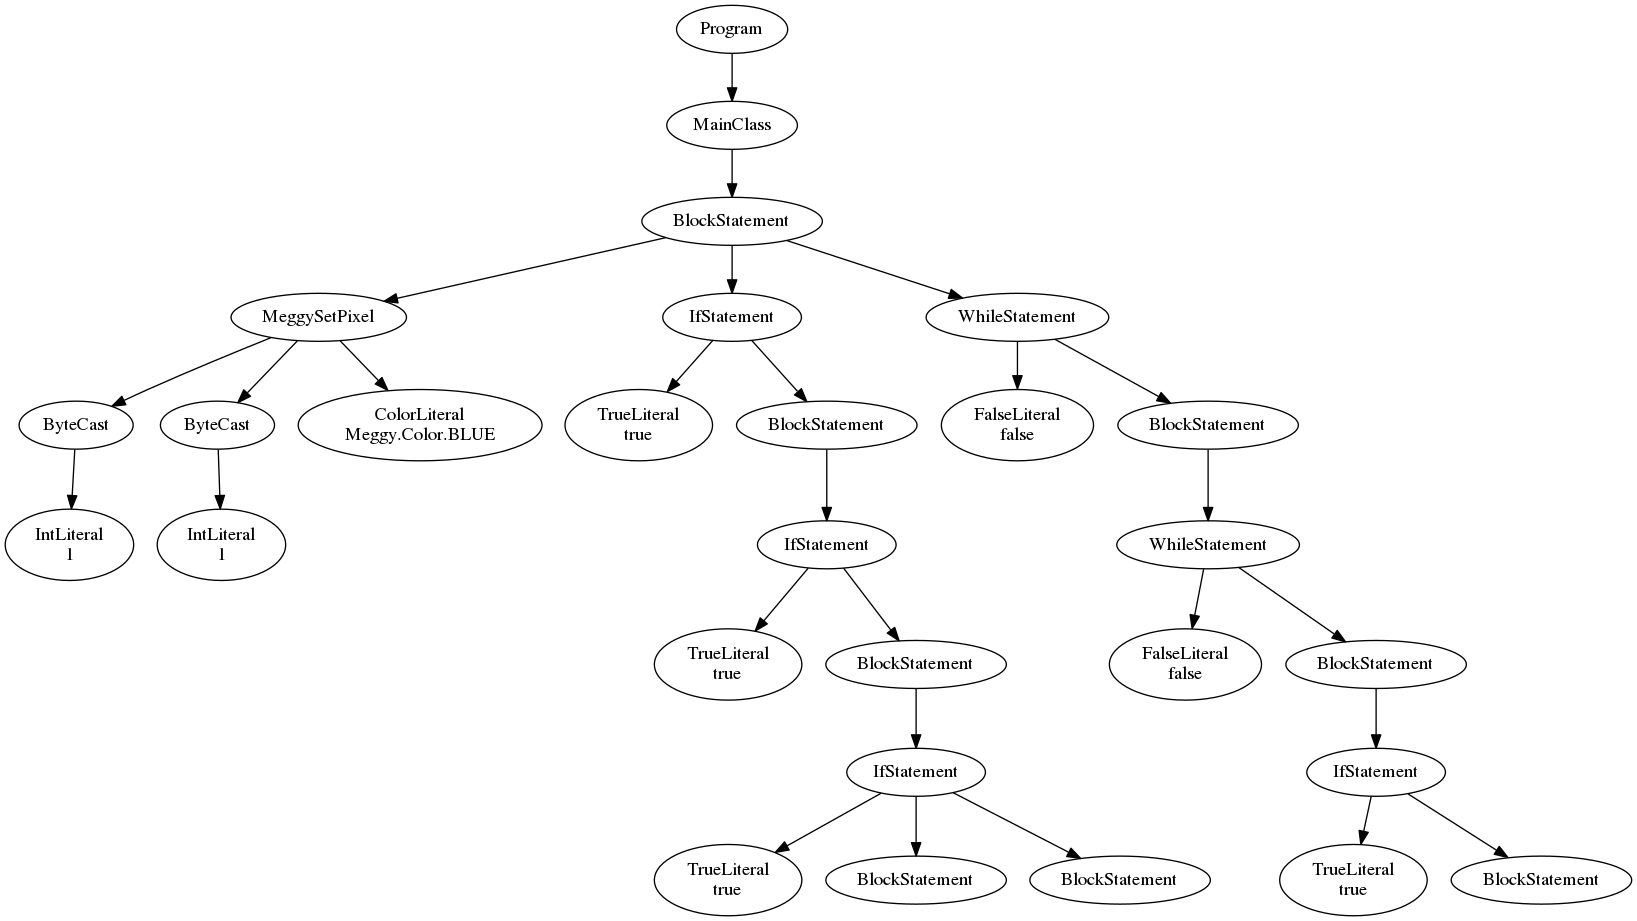 Program
MainClass
BlockStatement
MeggySetPixel
IfStatement
WhileStatement
ByteCast
ByteCast
ColorLiteral
Meggy.Color.BLUE
TrueLiteral
true
BlockStatement
FalseLiteral
false
BlockStatement
IntLiteral
1
IntLiteral
1
IfStatement
WhileStatement
TrueLiteral
true
BlockStatement
FalseLiteral
false
BlockStatement
IfStatement
IfStatement
TrueLiteral
true
BlockStatement
BlockStatement
TrueLiteral
true
BlockStatement